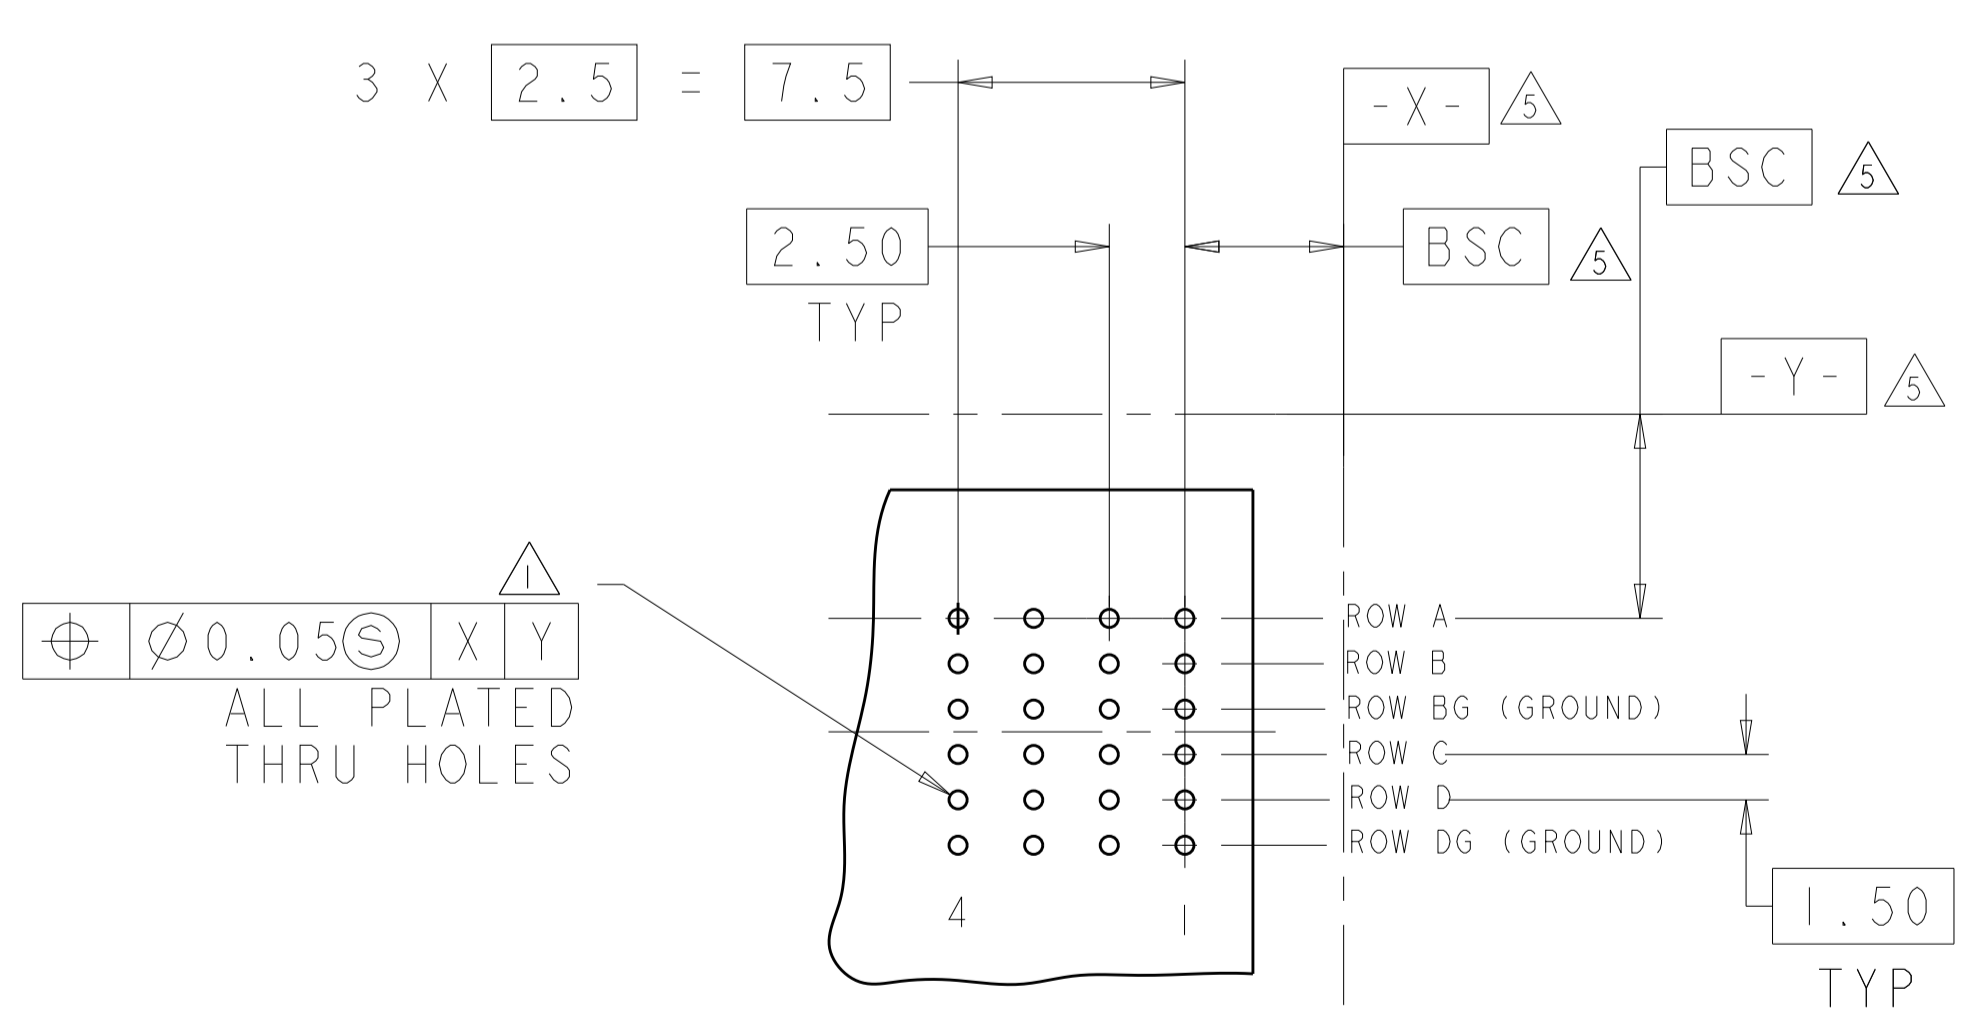 3 X 2.5 = 7.5
-X- 5
BSC 5
2.50
TYP
BSC 5
-Y- 5
1
⌖ Ø0.05Ⓢ X Y
ALL PLATED
THRU HOLES
ROW A
ROW B
ROW BG (GROUND)
ROW C
ROW D
ROW DG (GROUND)
4 1
1.50
TYP